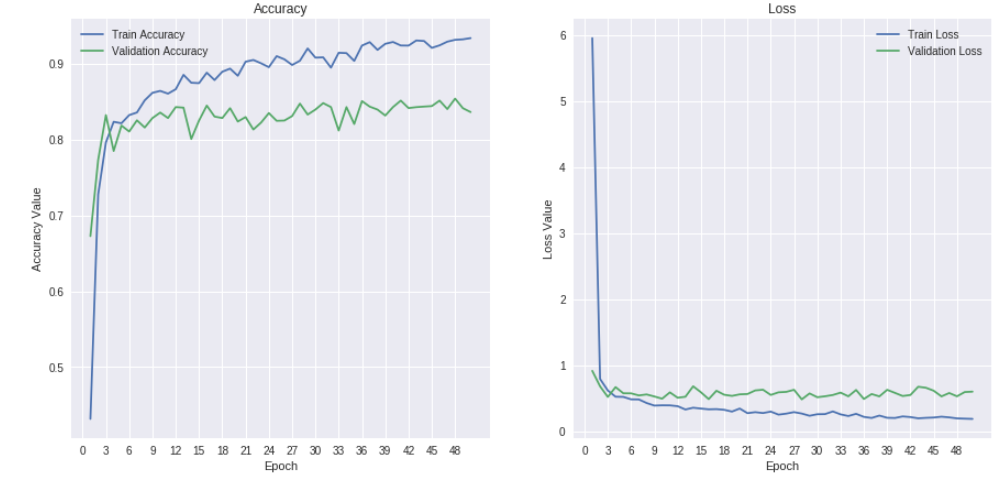 Accuracy
Train Accuracy
Validation Accuracy
0.9
0.8
0.7
0.6
0.5
Accuracy Value
0 3 6 9 12 15 18 21 24 27 30 33 36 39 42 45 48
Epoch
Loss
Train Loss
Validation Loss
6
5
4
3
2
1
0
Loss Value
0 3 6 9 12 15 18 21 24 27 30 33 36 39 42 45 48
Epoch